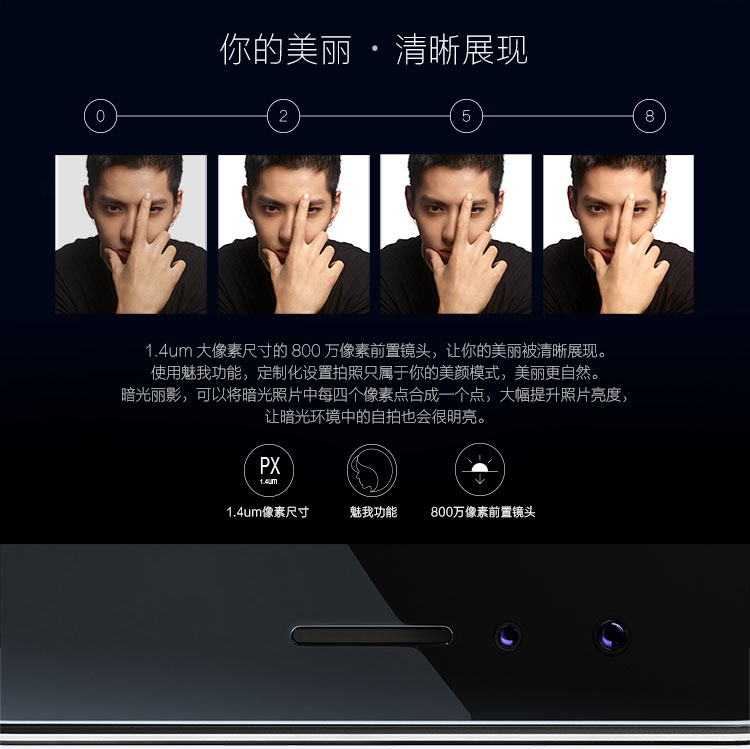 你的美丽·清晰展现
0 2 5 8
1.4um 大像素尺寸的 800 万像素前置镜头，让你的美丽被清晰展现。
使用魅我功能，定制化设置拍照只属于你的美颜模式，美丽更自然。
暗光丽影，可以将暗光照片中每四个像素点合成一个点，大幅提升照片亮度，
让暗光环境中的自拍也会很明亮。
PX
1.4um
1.4um像素尺寸 魅我功能 800万像素前置镜头